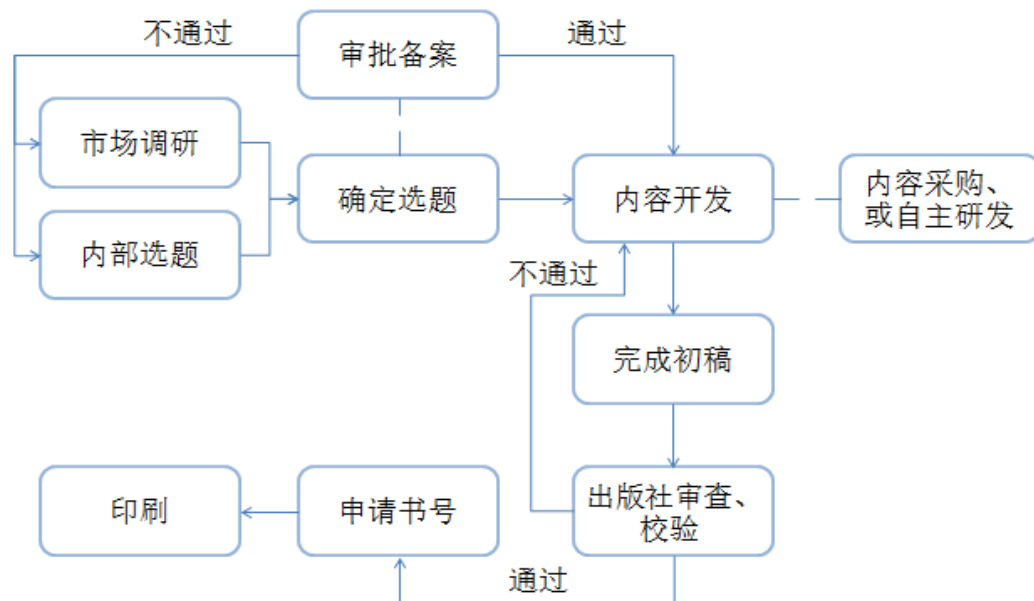 不通过
审批备案
通过
市场调研
确定选题
内容开发
内容采购、
或自主研发
内部选题
不通过
完成初稿
印刷
申请书号
出版社审查、
校验
通过